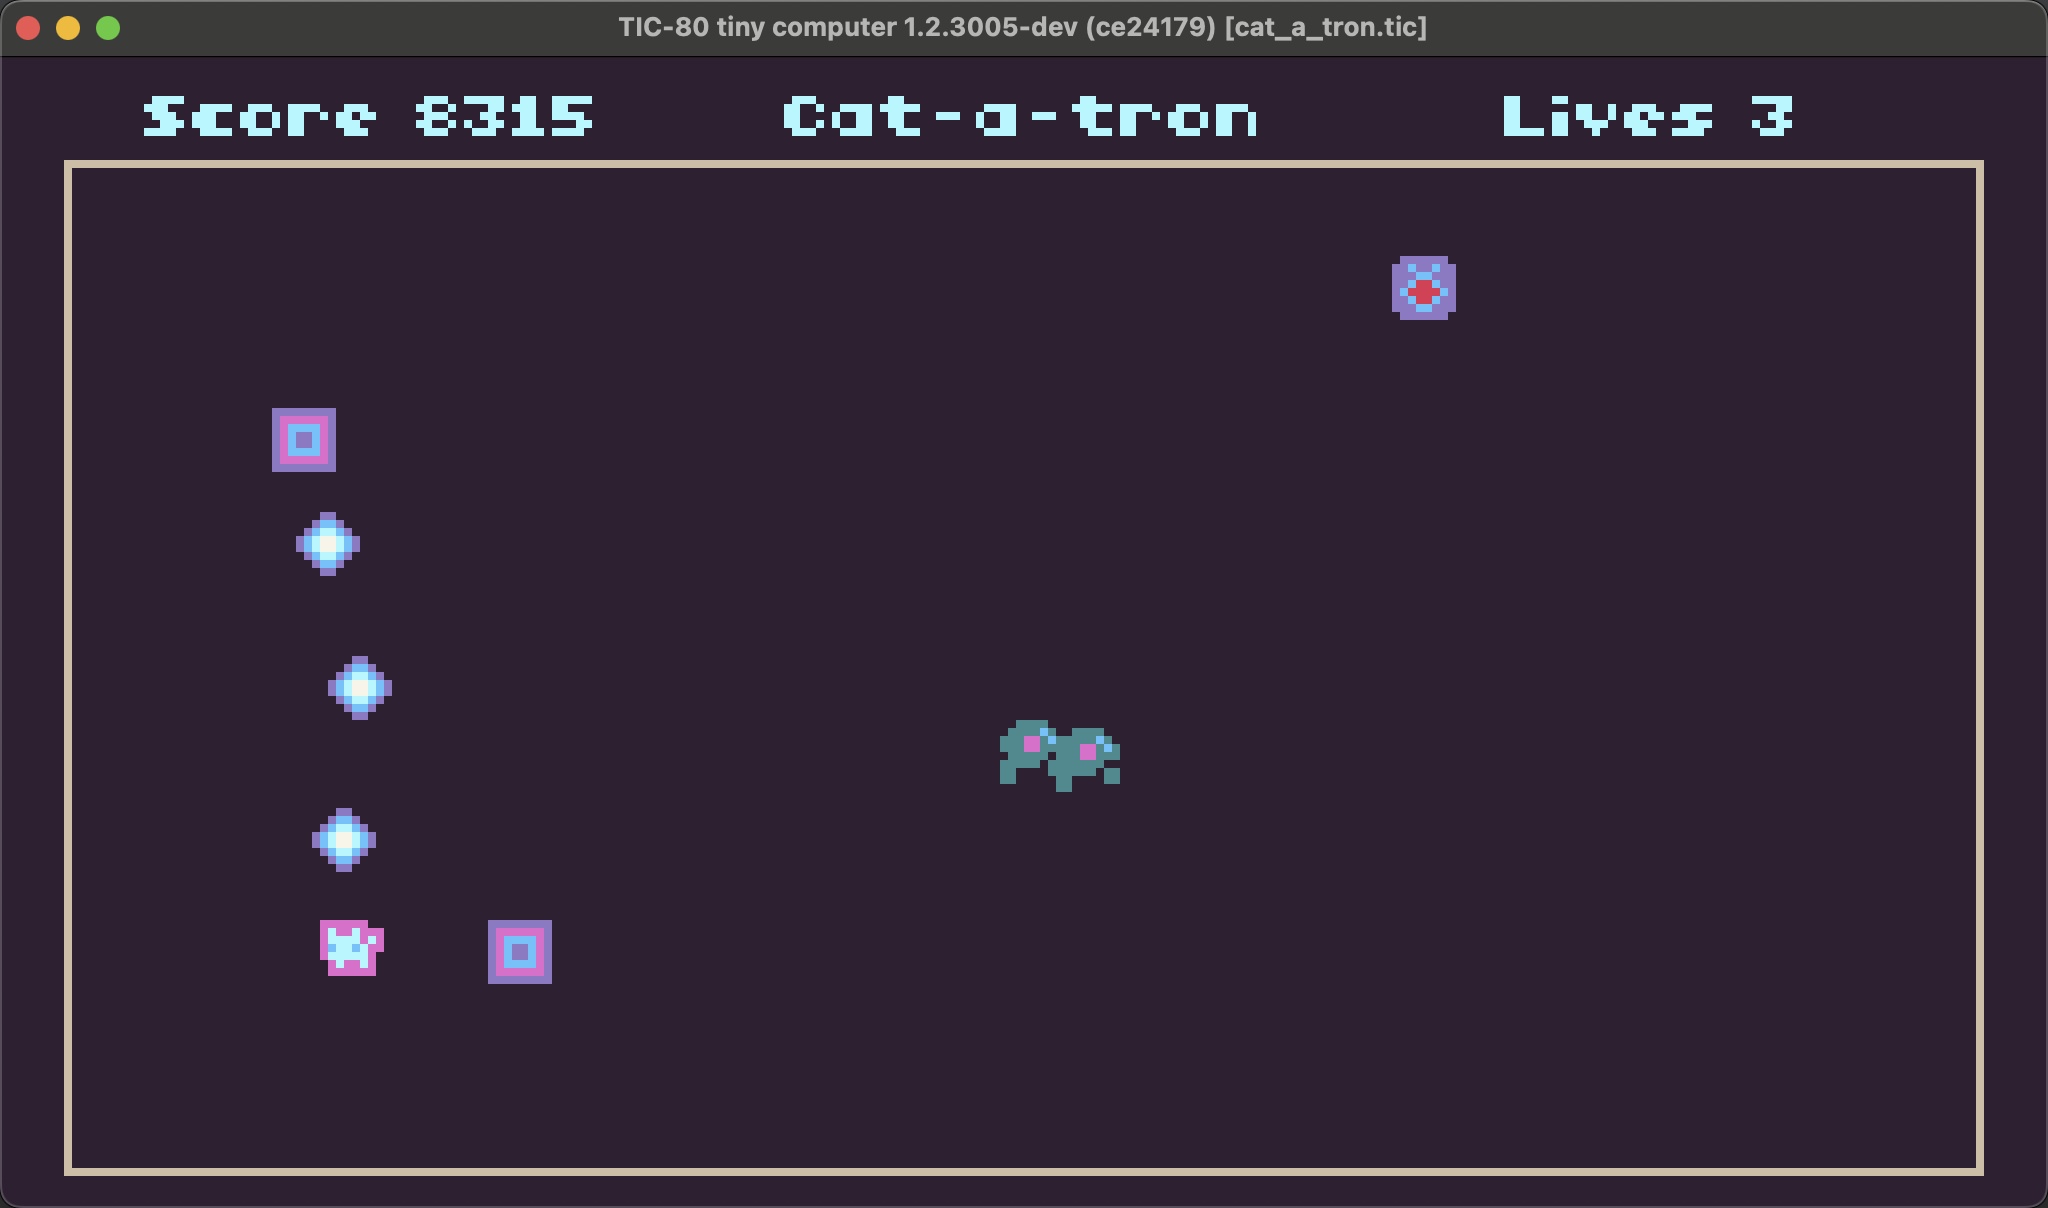 TIC-80 tiny computer 1.2.3005-dev (ce24179) [cat_a_tron.tic]
Score 8315 Cat-a-tron Lives 3